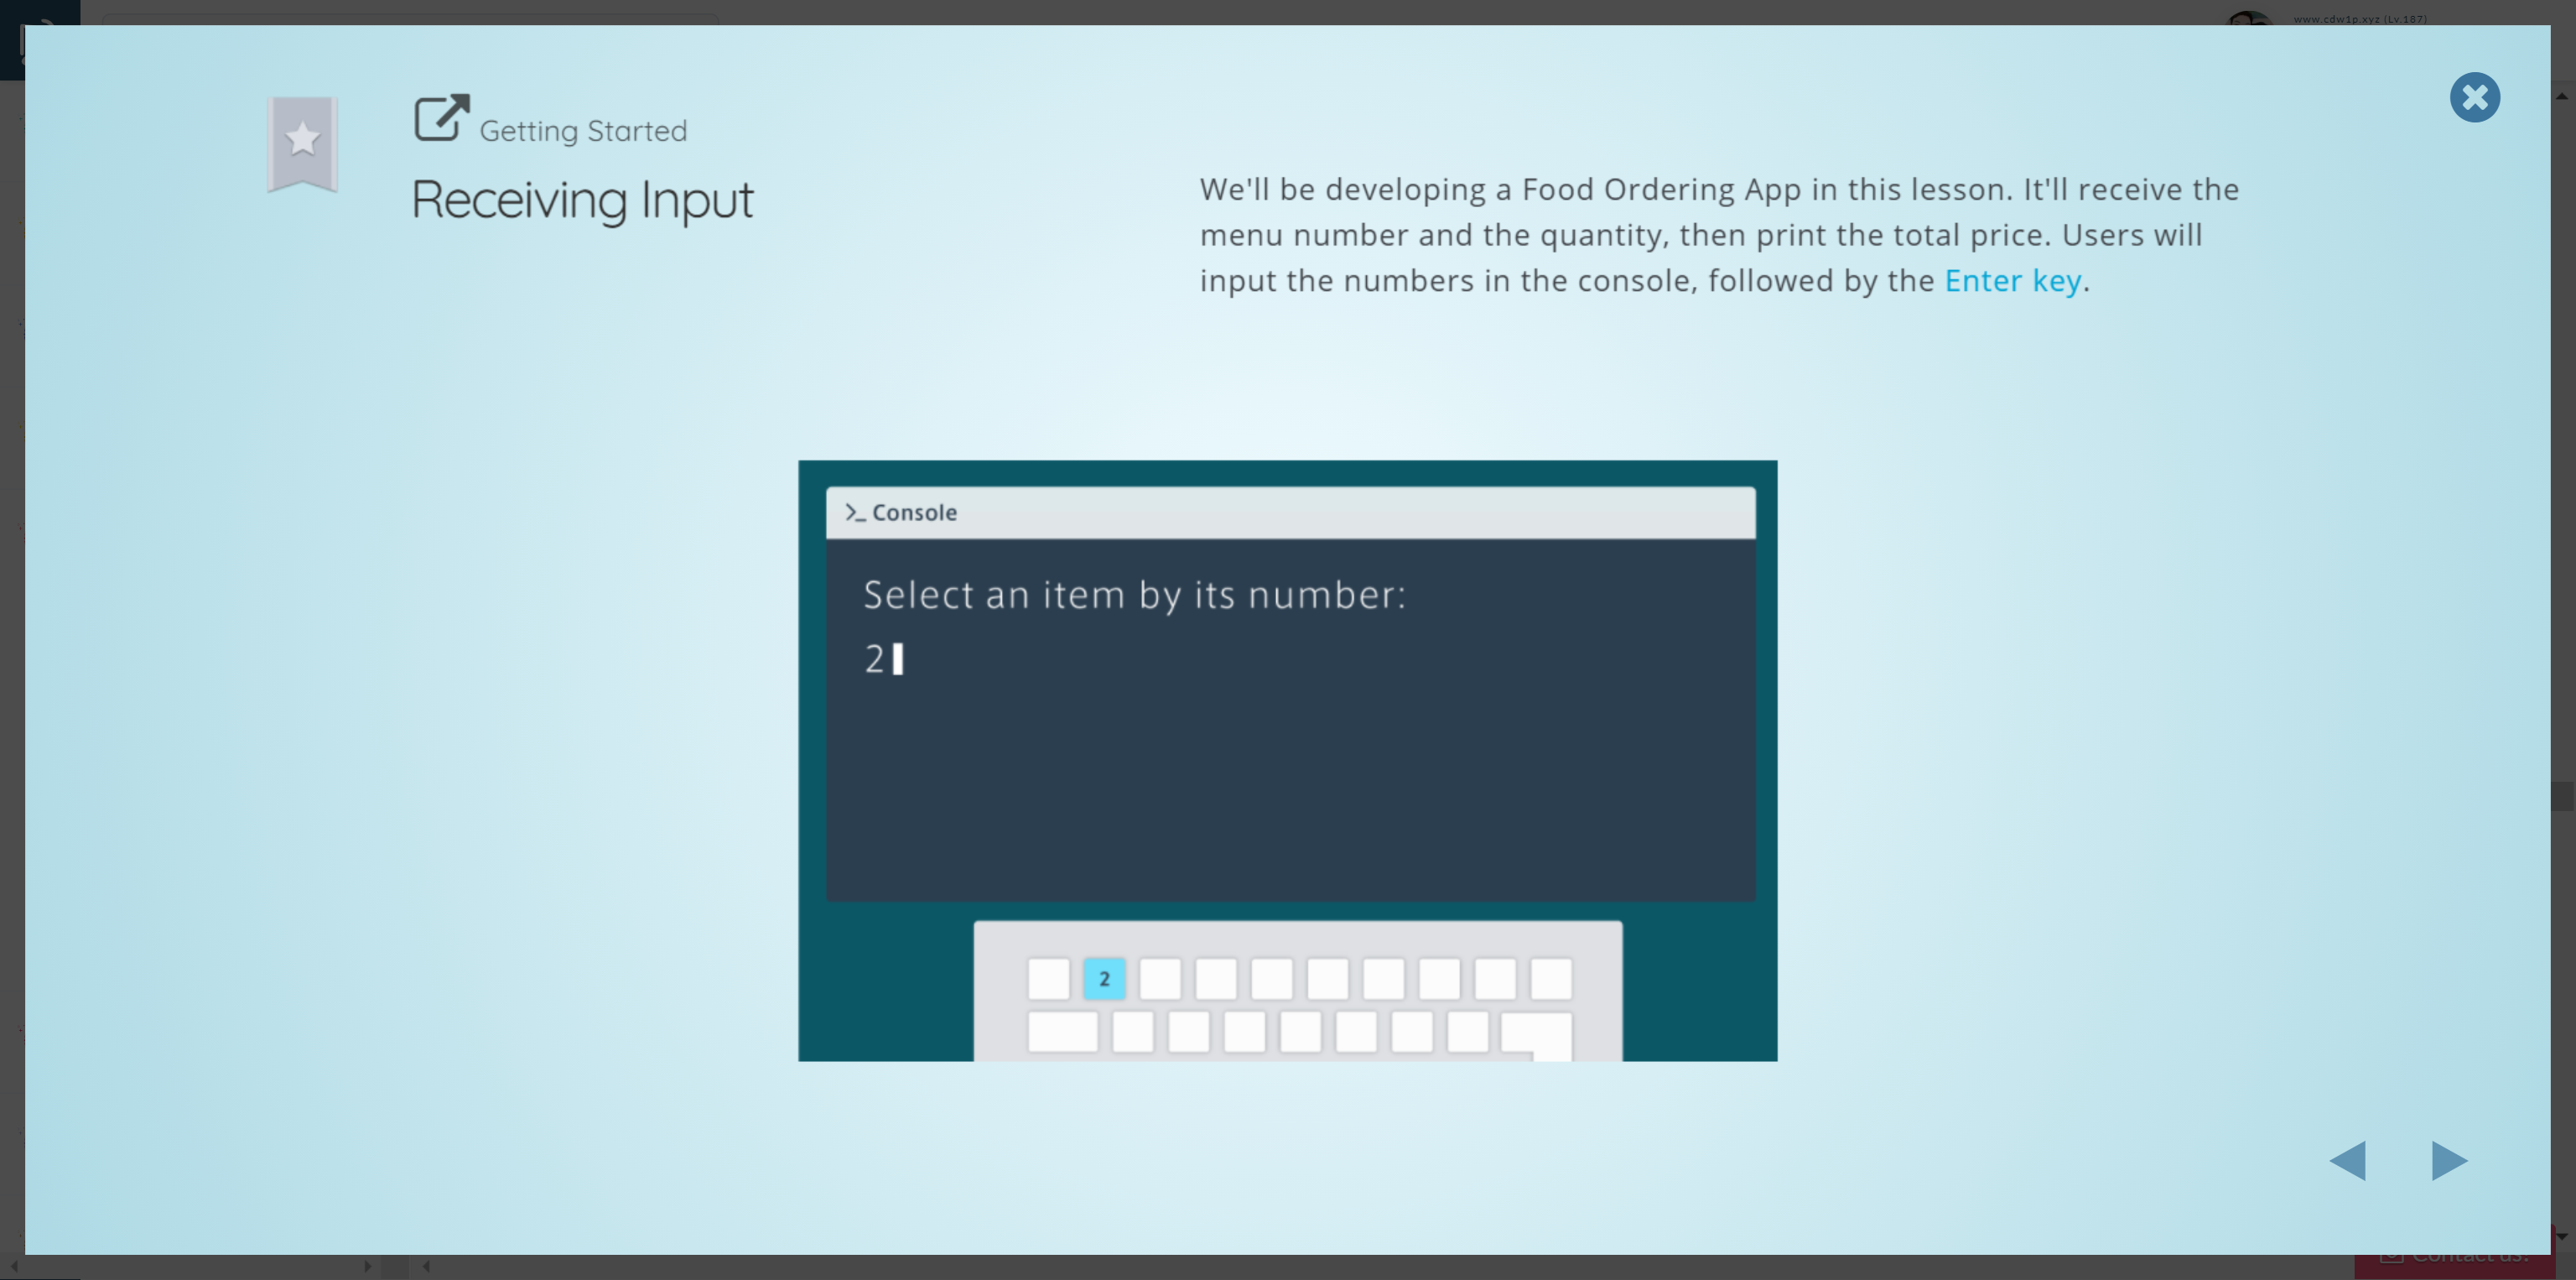 www.cdw1p.xyz (Lv.187)
Getting Started
Receiving Input
We'll be developing a Food Ordering App in this lesson. It'll receive the
menu number and the quantity, then print the total price. Users will
input the numbers in the console, followed by the Enter key.
>_ Console
Select an item by its number:
2
2
Contact us!